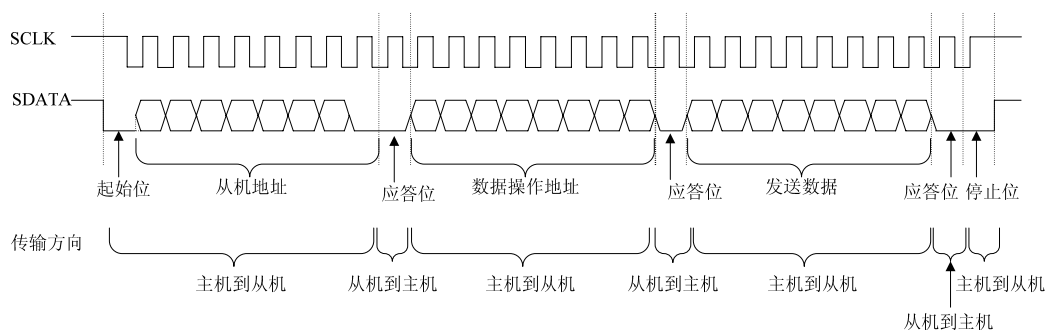 SCLK
SDATA
起始位
从机地址
应答位
数据操作地址
应答位
发送数据
应答位
停止位
传输方向
主机到从机
从机到主机
主机到从机
从机到主机
主机到从机
从机到主机
主机到从机